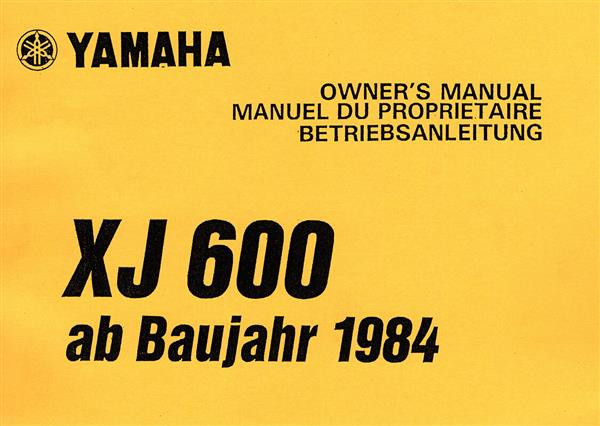 YAMAHA
OWNER'S MANUAL
MANUEL DU PROPRIETAIRE
BETRIEBSANLEITUNG
XJ 600
ab Baujahr 1984